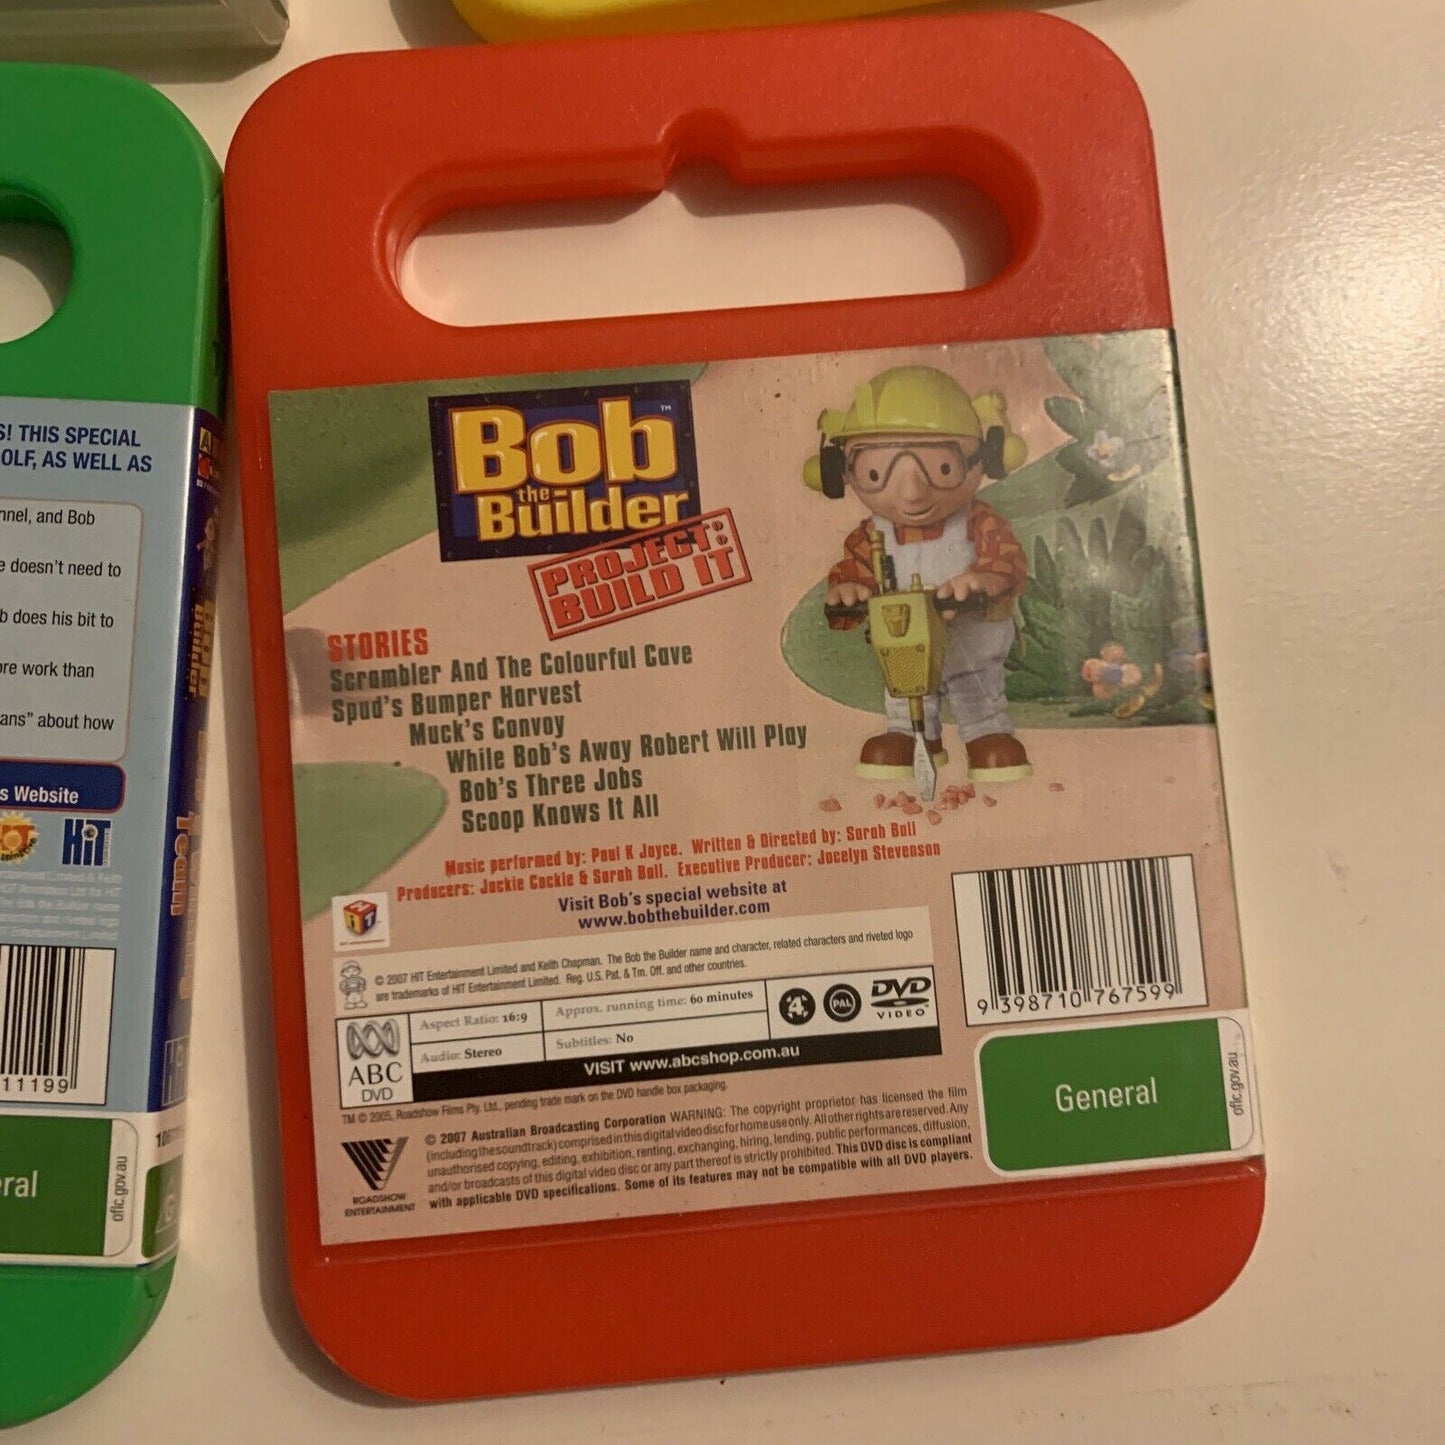 S! THIS SPECIAL
OLF, AS WELL AS
nnel, and Bob
e doesn't need to
b does his bit to
ore work than
ans" about how
s Website
HiT
11199
ral
oflc.gov.au
Builder
Team
Bob
the
Builder
™
PROJECT:
BUILD IT
STORIES
Scrambler And The Colourful Cave
Spud's Bumper Harvest
Muck's Convoy
While Bob's Away Robert Will Play
Bob's Three Jobs
Scoop Knows It All
Music performed by: Paul K Joyce. Written & Directed by: Sarah Ball
Producers: Jackie Cockle & Sarah Ball. Executive Producer: Jocelyn Stevenson
Visit Bob's special website at
www.bobthebuilder.com
HIT
© 2007 HIT Entertainment Limited and Keith Chapman. The Bob the Builder name and character, related characters and riveted logo
are trademarks of HIT Entertainment Limited. Reg. U.S. Pat. & Tm. Off. and other countries.
ABC
DVD
Aspect Ratio: 16:9
Approx. running time: 60 minutes
Audio: Stereo
Subtitles: No
4
PAL
DVD
VIDEO
VISIT www.abcshop.com.au
TM © 2005, Roadshow Films Pty. Ltd., pending trade mark on the DVD handle box packaging.
ROADSHOW
ENTERTAINMENT
© 2007 Australian Broadcasting Corporation WARNING: The copyright proprietor has licensed the film
(including the soundtrack) comprised in this digital video disc for home use only. All other rights are reserved. Any
unauthorised copying, editing, exhibition, renting, exchanging, hiring, lending, public performances, diffusion,
and/or broadcasts of this digital video disc or any part thereof is strictly prohibited. This DVD disc is compliant
with applicable DVD specifications. Some of its features may not be compatible with all DVD players.
9 398710 767599
General
oflc.gov.au